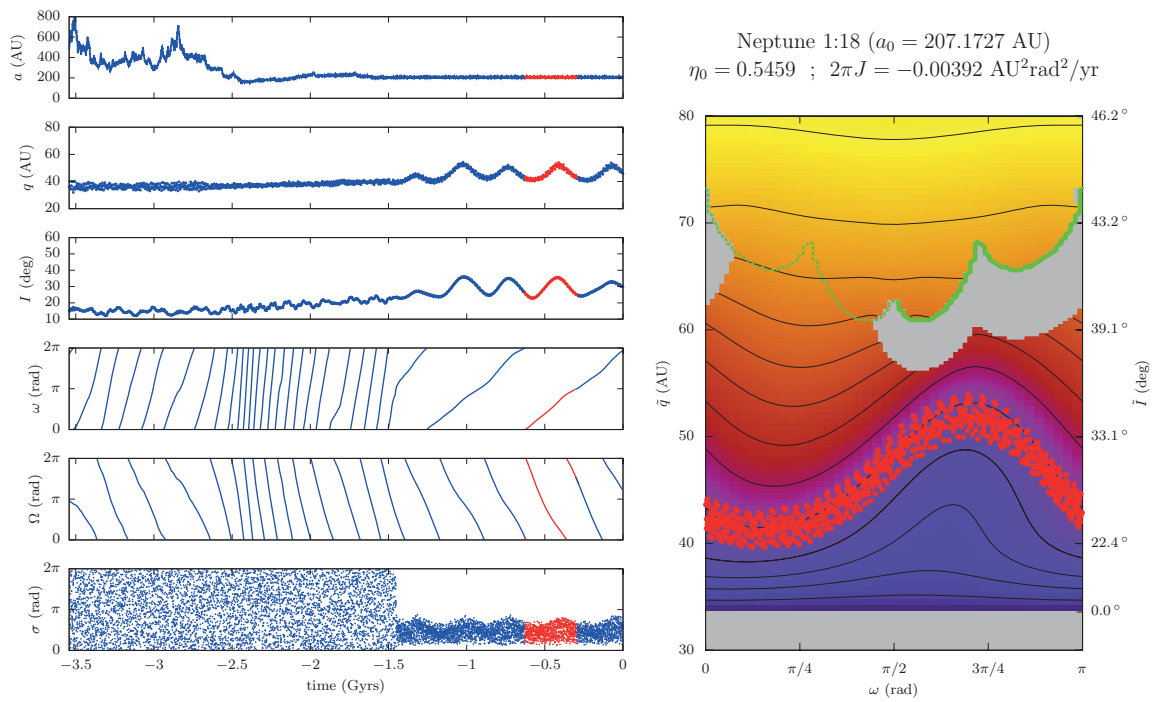 800
600
400
200
0
a (AU)
80
60
40
20
q (AU)
60
50
40
30
20
10
I (deg)
2π
π
0
ω (rad)
2π
π
0
Ω (rad)
2π
π
0
σ (rad)
−3.5 −3 −2.5 −2 −1.5 −1 −0.5 0
time (Gyrs)
Neptune 1:18 (a₀ = 207.1727 AU)
η₀ = 0.5459 ; 2πJ = −0.00392 AU²rad²/yr
80
70
60
50
40
30
q̃ (AU)
46.2°
43.2°
39.1°
33.1°
22.4°
0.0°
Ĩ (deg)
0 π/4 π/2 3π/4 π
ω (rad)